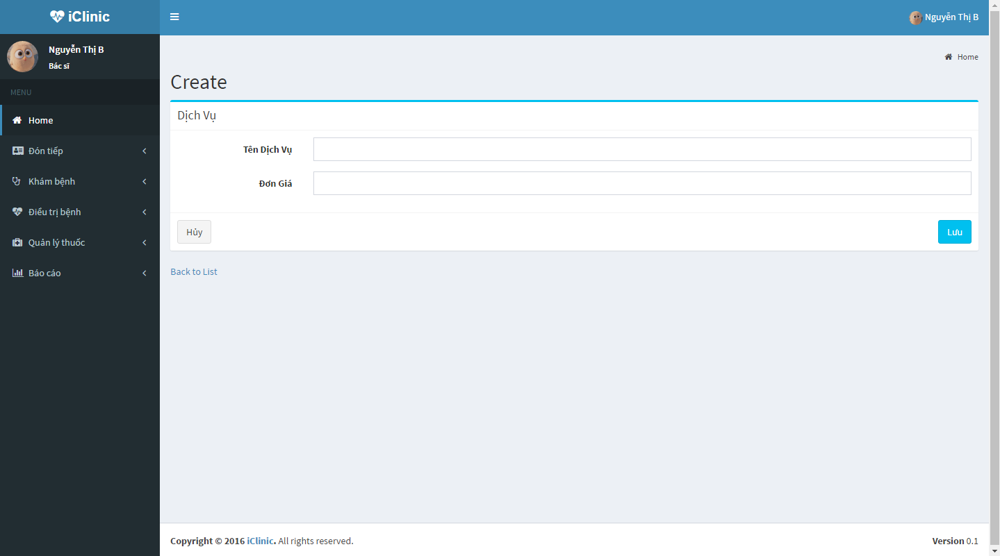 iClinic
Nguyễn Thị B
Nguyễn Thị B
Bác sĩ
MENU
Home
Đón tiếp
Khám bệnh
Điều trị bệnh
Quản lý thuốc
Báo cáo
Home
Create
Dịch Vụ
Tên Dịch Vụ
Đơn Giá
Hủy
Lưu
Back to List
Copyright © 2016 iClinic. All rights reserved.
Version 0.1